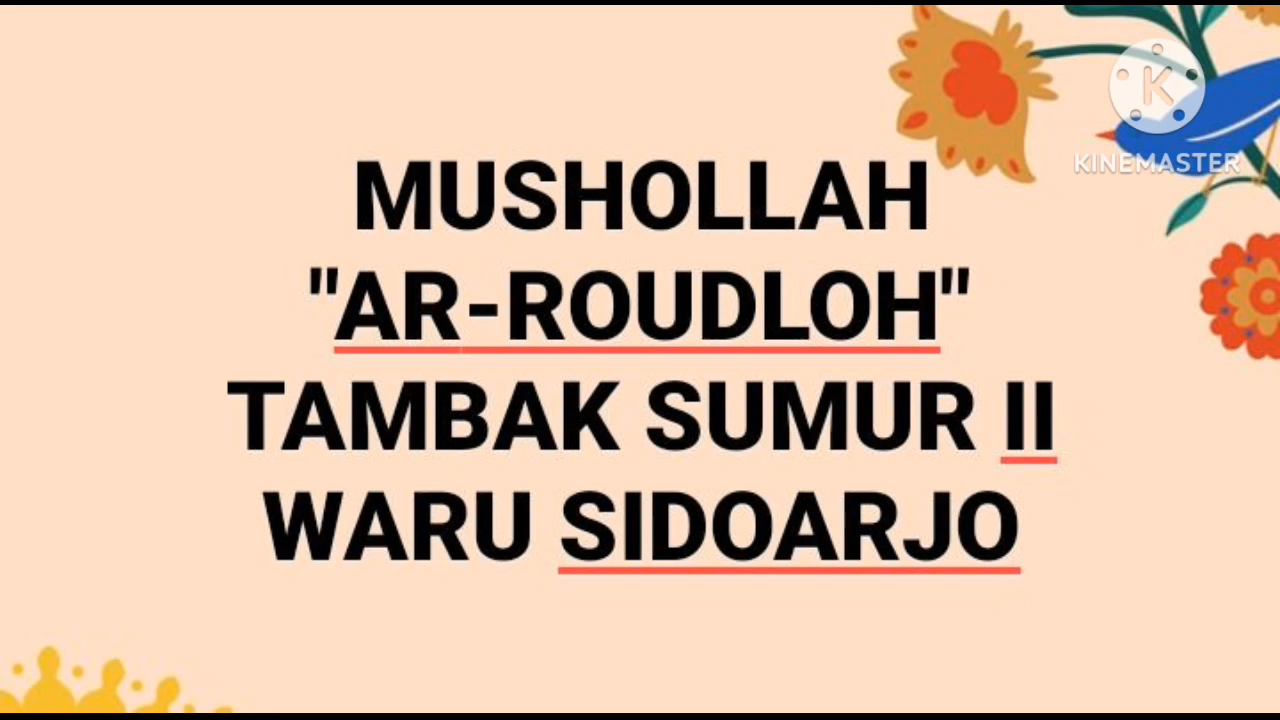 MUSHOLLAH
"AR-ROUDLOH"
TAMBAK SUMUR II
WARU SIDOARJO
K
KINEMASTER